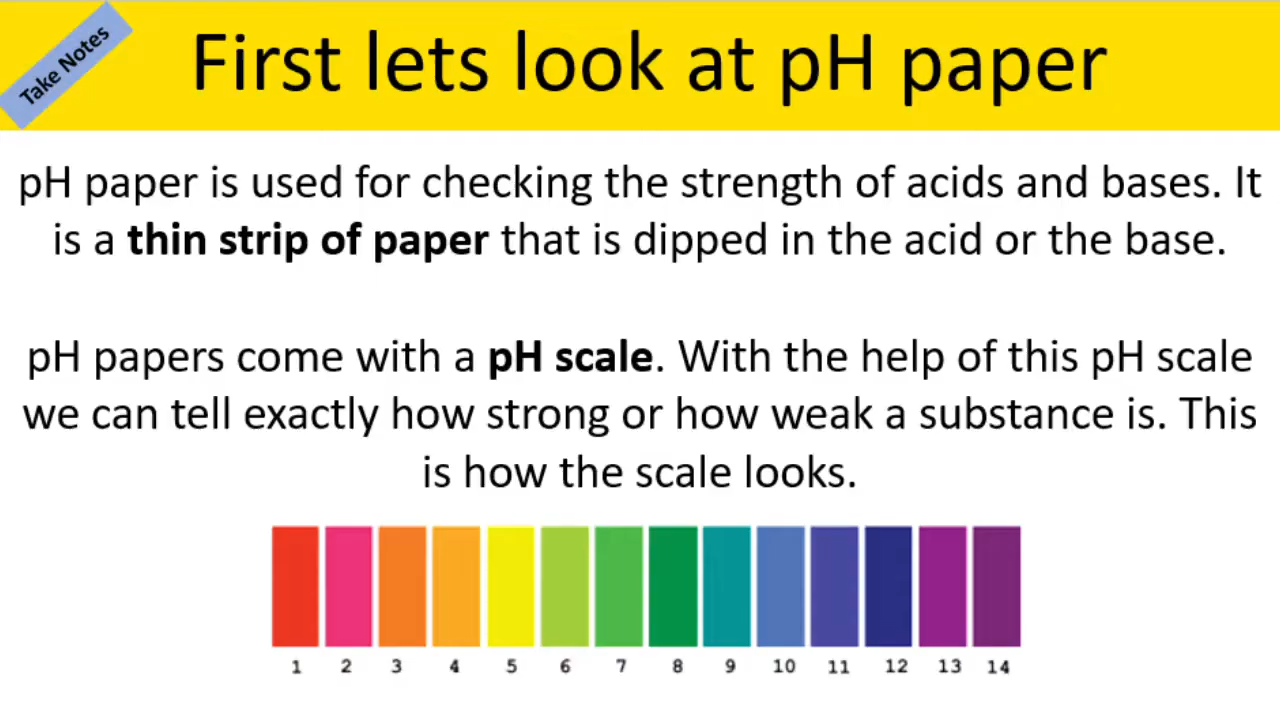 Take Notes
First lets look at pH paper
pH paper is used for checking the strength of acids and bases. It
is a thin strip of paper that is dipped in the acid or the base.
pH papers come with a pH scale. With the help of this pH scale
we can tell exactly how strong or how weak a substance is. This
is how the scale looks.
1 2 3 4 5 6 7 8 9 10 11 12 13 14